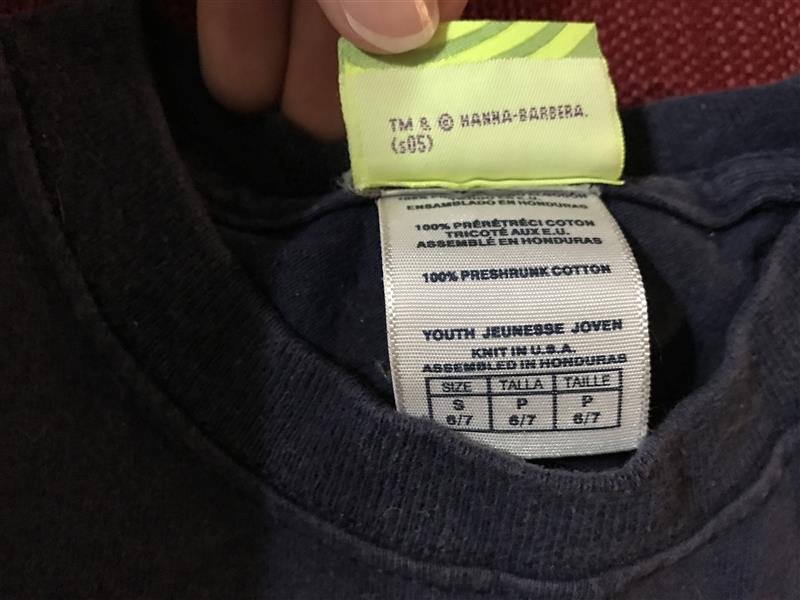 TM & © HANNA-BARBERA.
(s05)
ENSAMBLADO EN HONDURAS
100% PRÉRÉTRÉCI COTON
TRICOTÉ AUX E.U.
ASSEMBLÉ EN HONDURAS
100% PRESHRUNK COTTON
YOUTH JEUNESSE JOVEN
KNIT IN U.S.A.
ASSEMBLED IN HONDURAS
SIZE TALLA TAILLE
S P P
6/7 6/7 6/7